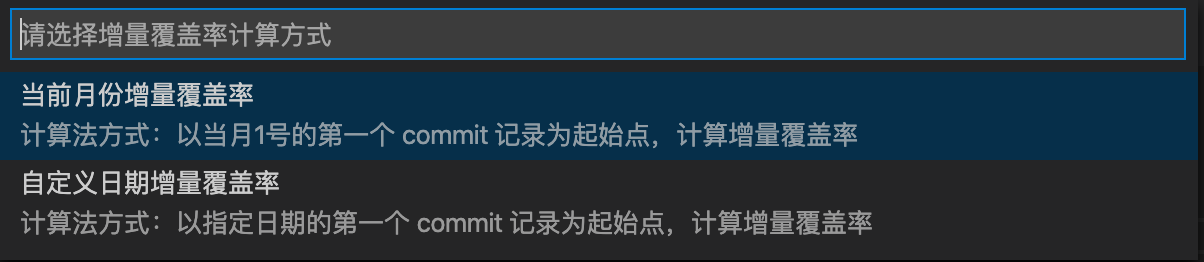 请选择增量覆盖率计算方式
当前月份增量覆盖率
计算法方式：以当月1号的第一个 commit 记录为起始点，计算增量覆盖率
自定义日期增量覆盖率
计算法方式：以指定日期的第一个 commit 记录为起始点，计算增量覆盖率